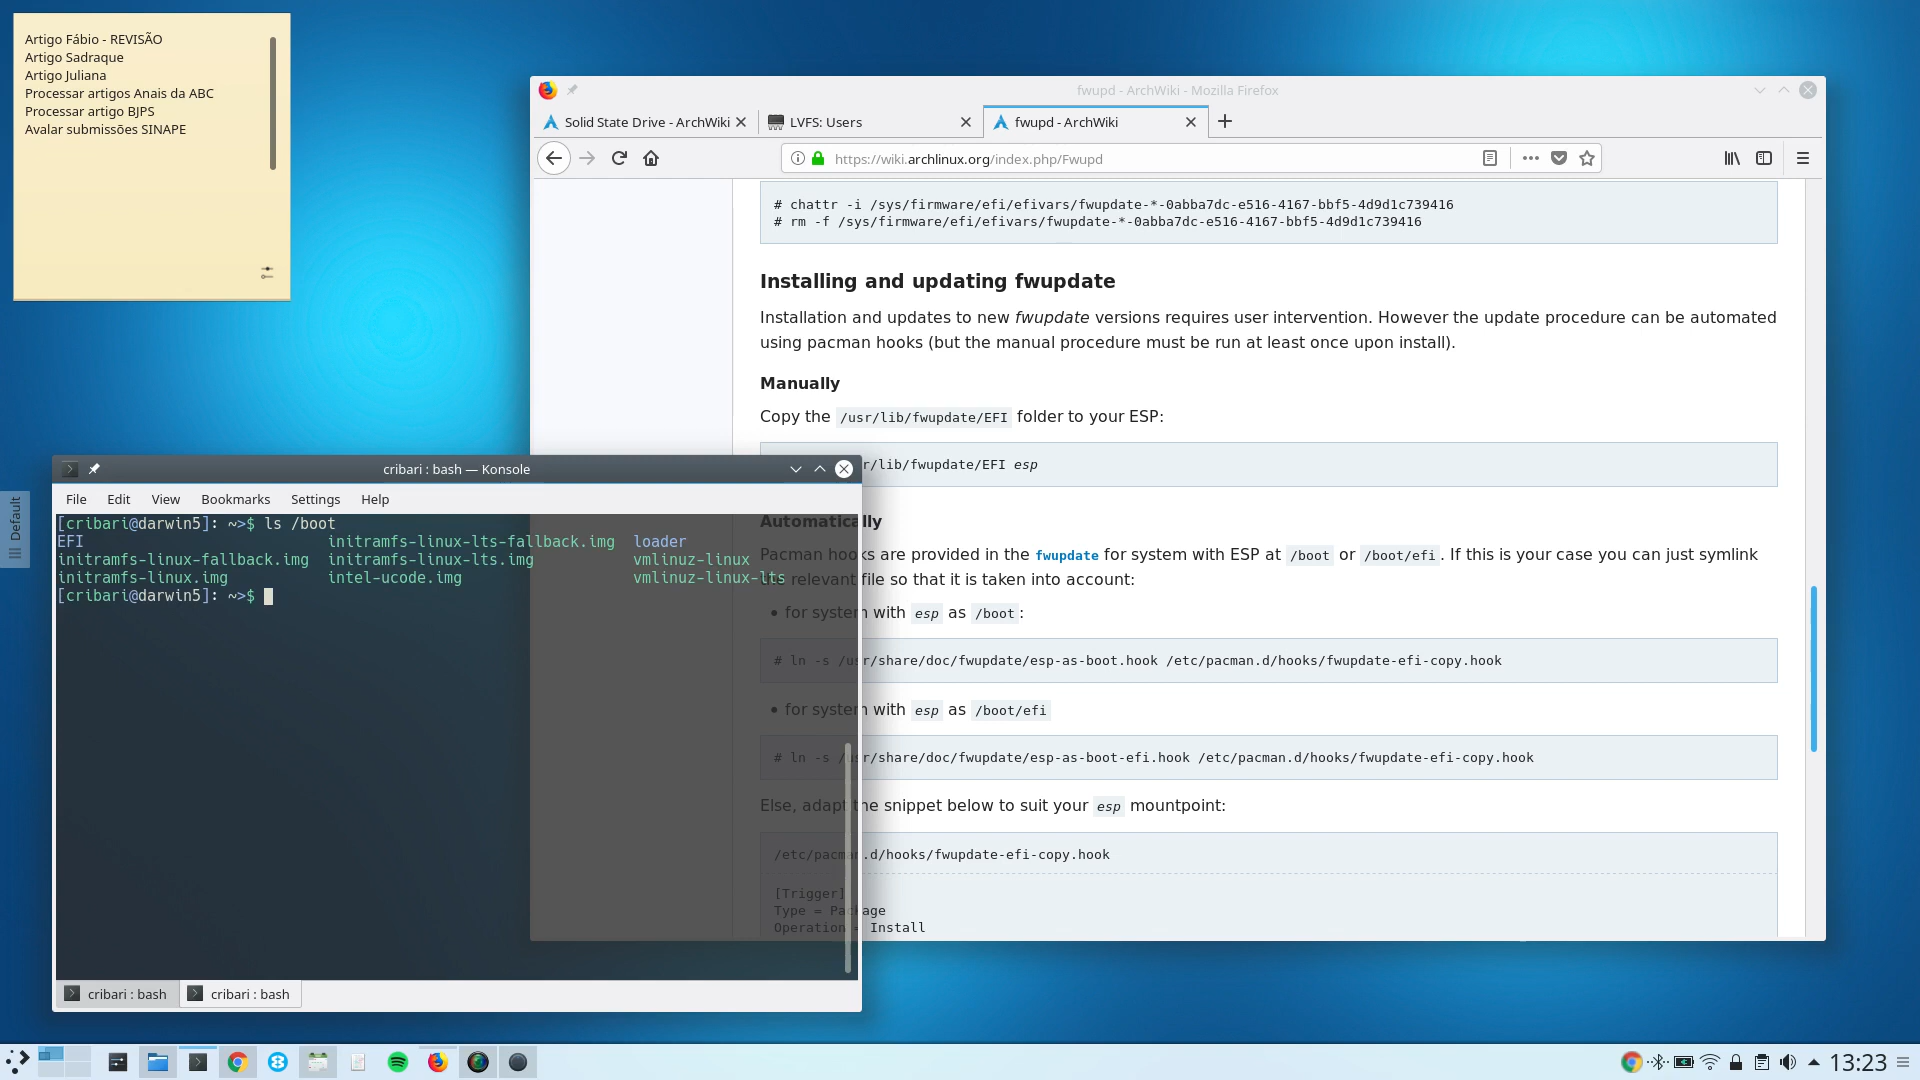 Artigo Fábio - REVISÃO
Artigo Sadraque
Artigo Juliana
Processar artigos Anais da ABC
Processar artigo BJPS
Avalar submissões SINAPE
Default
fwupd - ArchWiki - Mozilla Firefox
Solid State Drive - ArchWiki
LVFS: Users
fwupd - ArchWiki
https://wiki.archlinux.org/index.php/Fwupd
# chattr -i /sys/firmware/efi/efivars/fwupdate-*-0abba7dc-e516-4167-bbf5-4d9d1c739416
# rm -f /sys/firmware/efi/efivars/fwupdate-*-0abba7dc-e516-4167-bbf5-4d9d1c739416
Installing and updating fwupdate
Installation and updates to new fwupdate versions requires user intervention. However the update procedure can be automated
using pacman hooks (but the manual procedure must be run at least once upon install).
Manually
Copy the /usr/lib/fwupdate/EFI folder to your ESP:
r/lib/fwupdate/EFI esp
Automatically
Pacman hooks are provided in the fwupdate for system with ESP at /boot or /boot/efi. If this is your case you can just symlink
the relevant file so that it is taken into account:
• for system with esp as /boot:
# ln -s /usr/share/doc/fwupdate/esp-as-boot.hook /etc/pacman.d/hooks/fwupdate-efi-copy.hook
• for system with esp as /boot/efi
# ln -s /usr/share/doc/fwupdate/esp-as-boot-efi.hook /etc/pacman.d/hooks/fwupdate-efi-copy.hook
Else, adapt the snippet below to suit your esp mountpoint:
/etc/pacman.d/hooks/fwupdate-efi-copy.hook
[Trigger]
Type = Package
Operation = Install
cribari : bash — Konsole
File Edit View Bookmarks Settings Help
[cribari@darwin5]: ~>$ ls /boot
EFI initramfs-linux-lts-fallback.img loader
initramfs-linux-fallback.img initramfs-linux-lts.img vmlinuz-linux
initramfs-linux.img intel-ucode.img vmlinuz-linux-lts
[cribari@darwin5]: ~>$
cribari : bash
cribari : bash
13:23